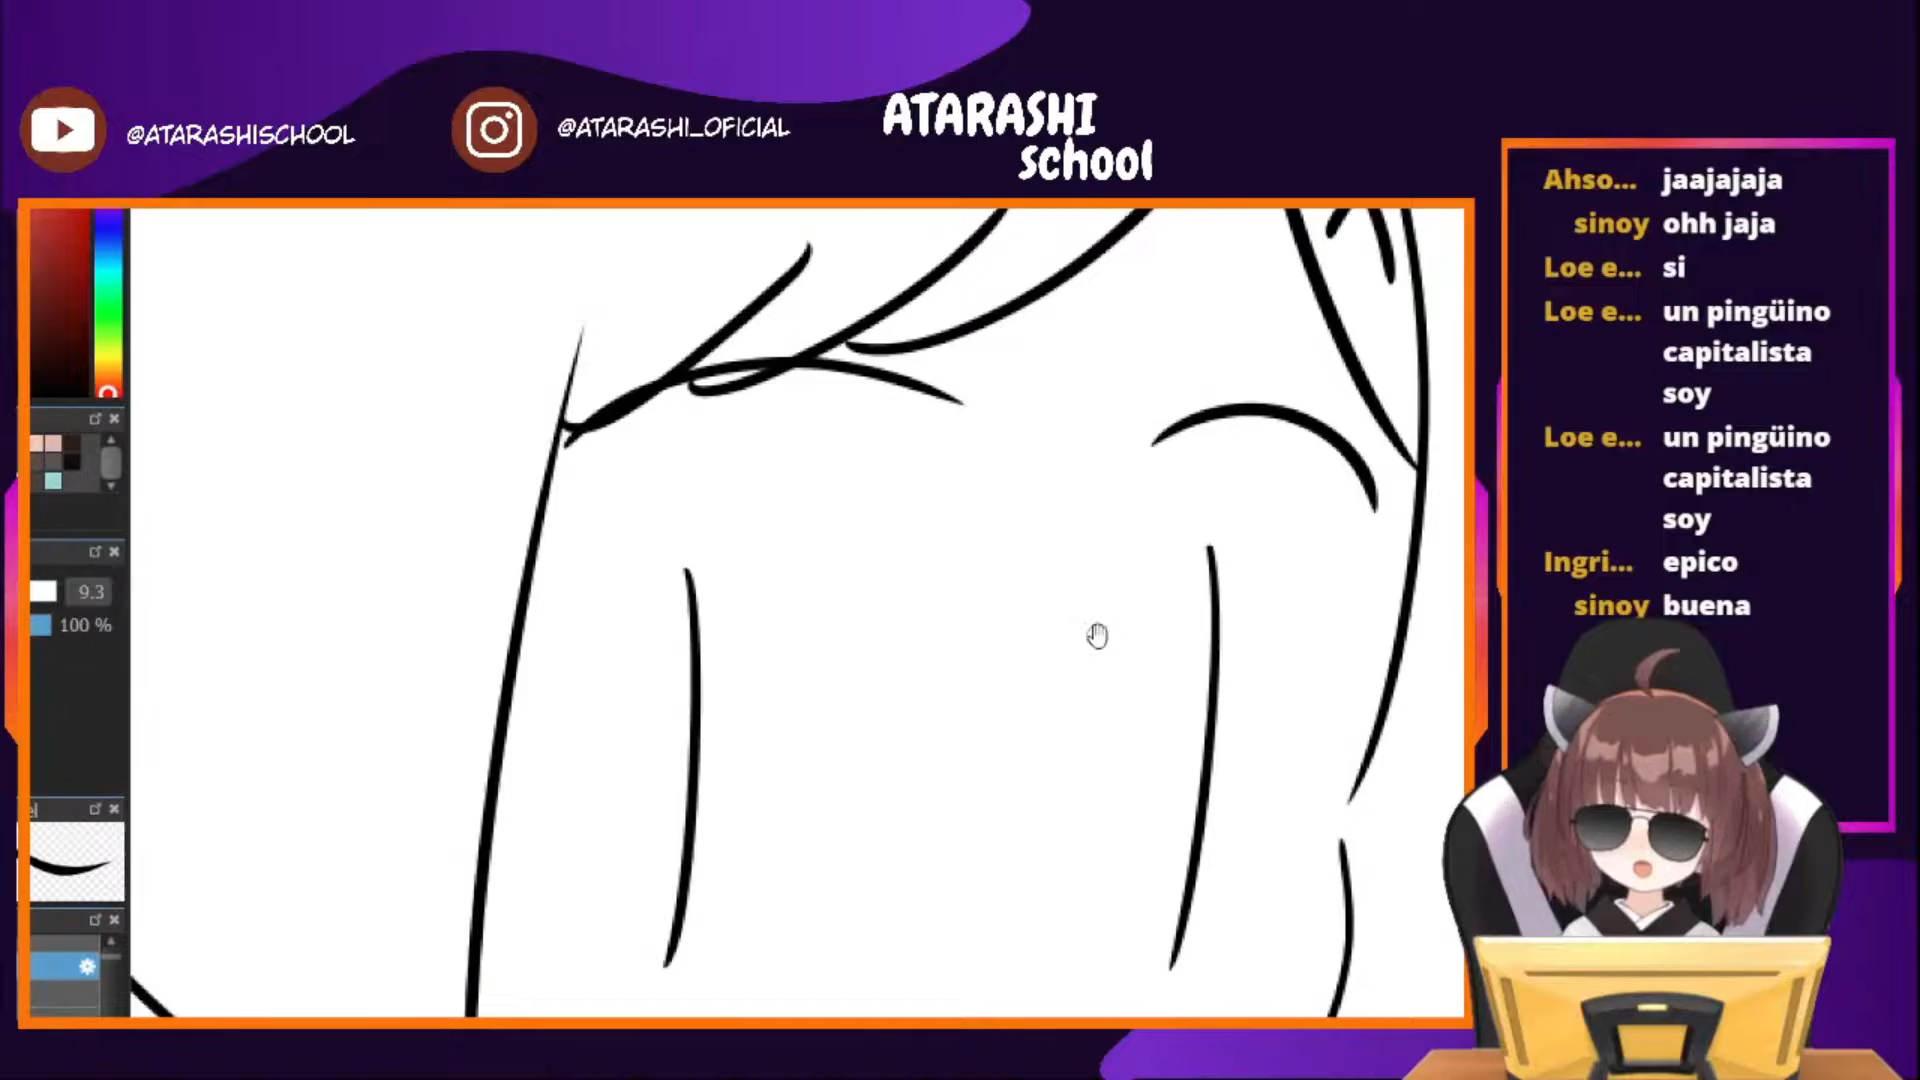 @ATARASHISCHOOL
@ATARASHI_OFICIAL
ATARASHI
school
Ahso... jaajajaja
sinoy ohh jaja
Loe e... si
Loe e... un pingüino
capitalista
soy
Loe e... un pingüino
capitalista
soy
Ingri... epico
sinoy buena
9.3
100 %
el